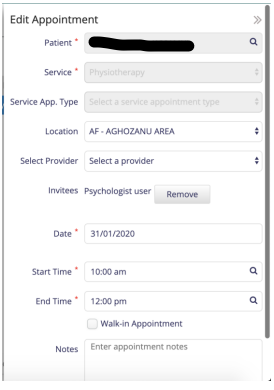 Edit Appointment
Patient *
Service * Physiotherapy
Service App. Type Select a service appointment type
Location AF - AGHOZANU AREA
Select Provider Select a provider
Invitees Psychologist user Remove
Date * 31/01/2020
Start Time * 10:00 am
End Time * 12:00 pm
Walk-in Appointment
Notes Enter appointment notes